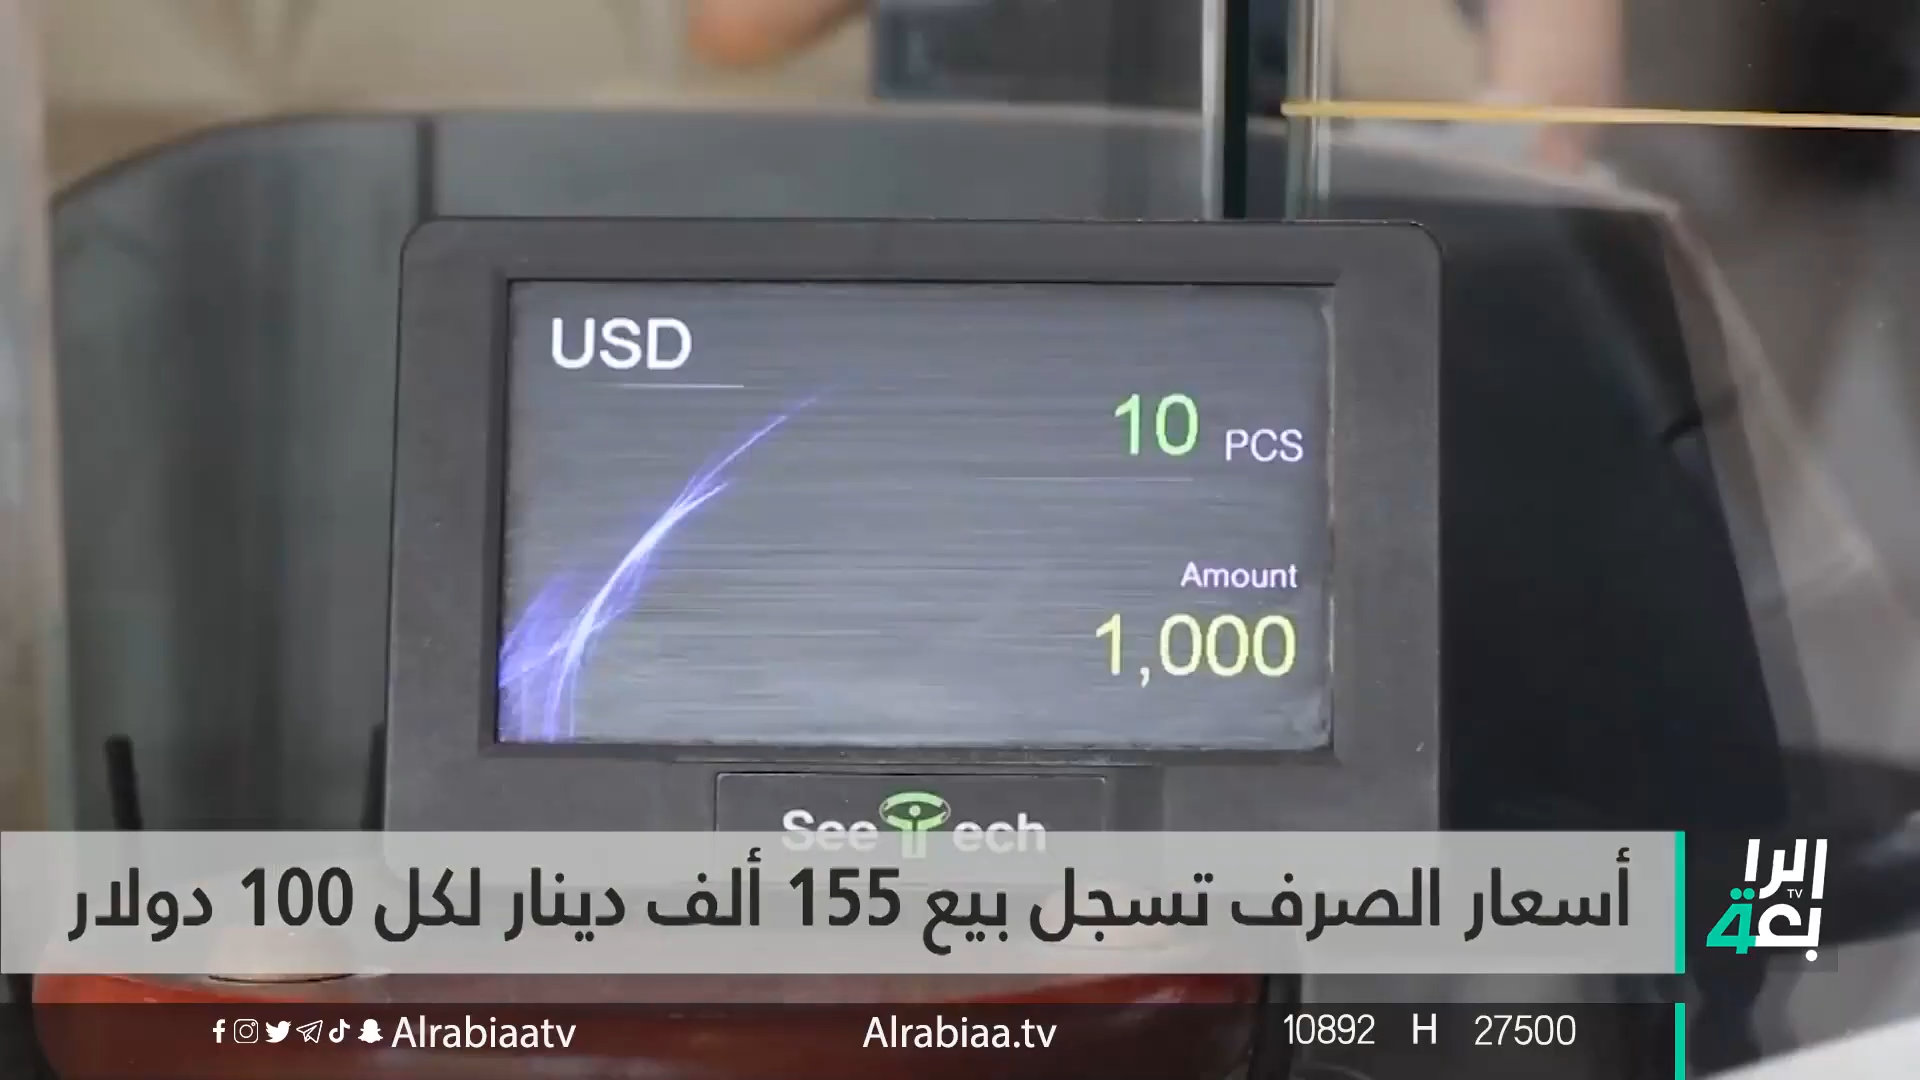 USD
10 PCS
Amount
1,000
SeeTech
أسعار الصرف تسجل بيع 155 ألف دينار لكل 100 دولار
الرابعة
TV
Alrabiaatv
Alrabiaa.tv
10892 H 27500